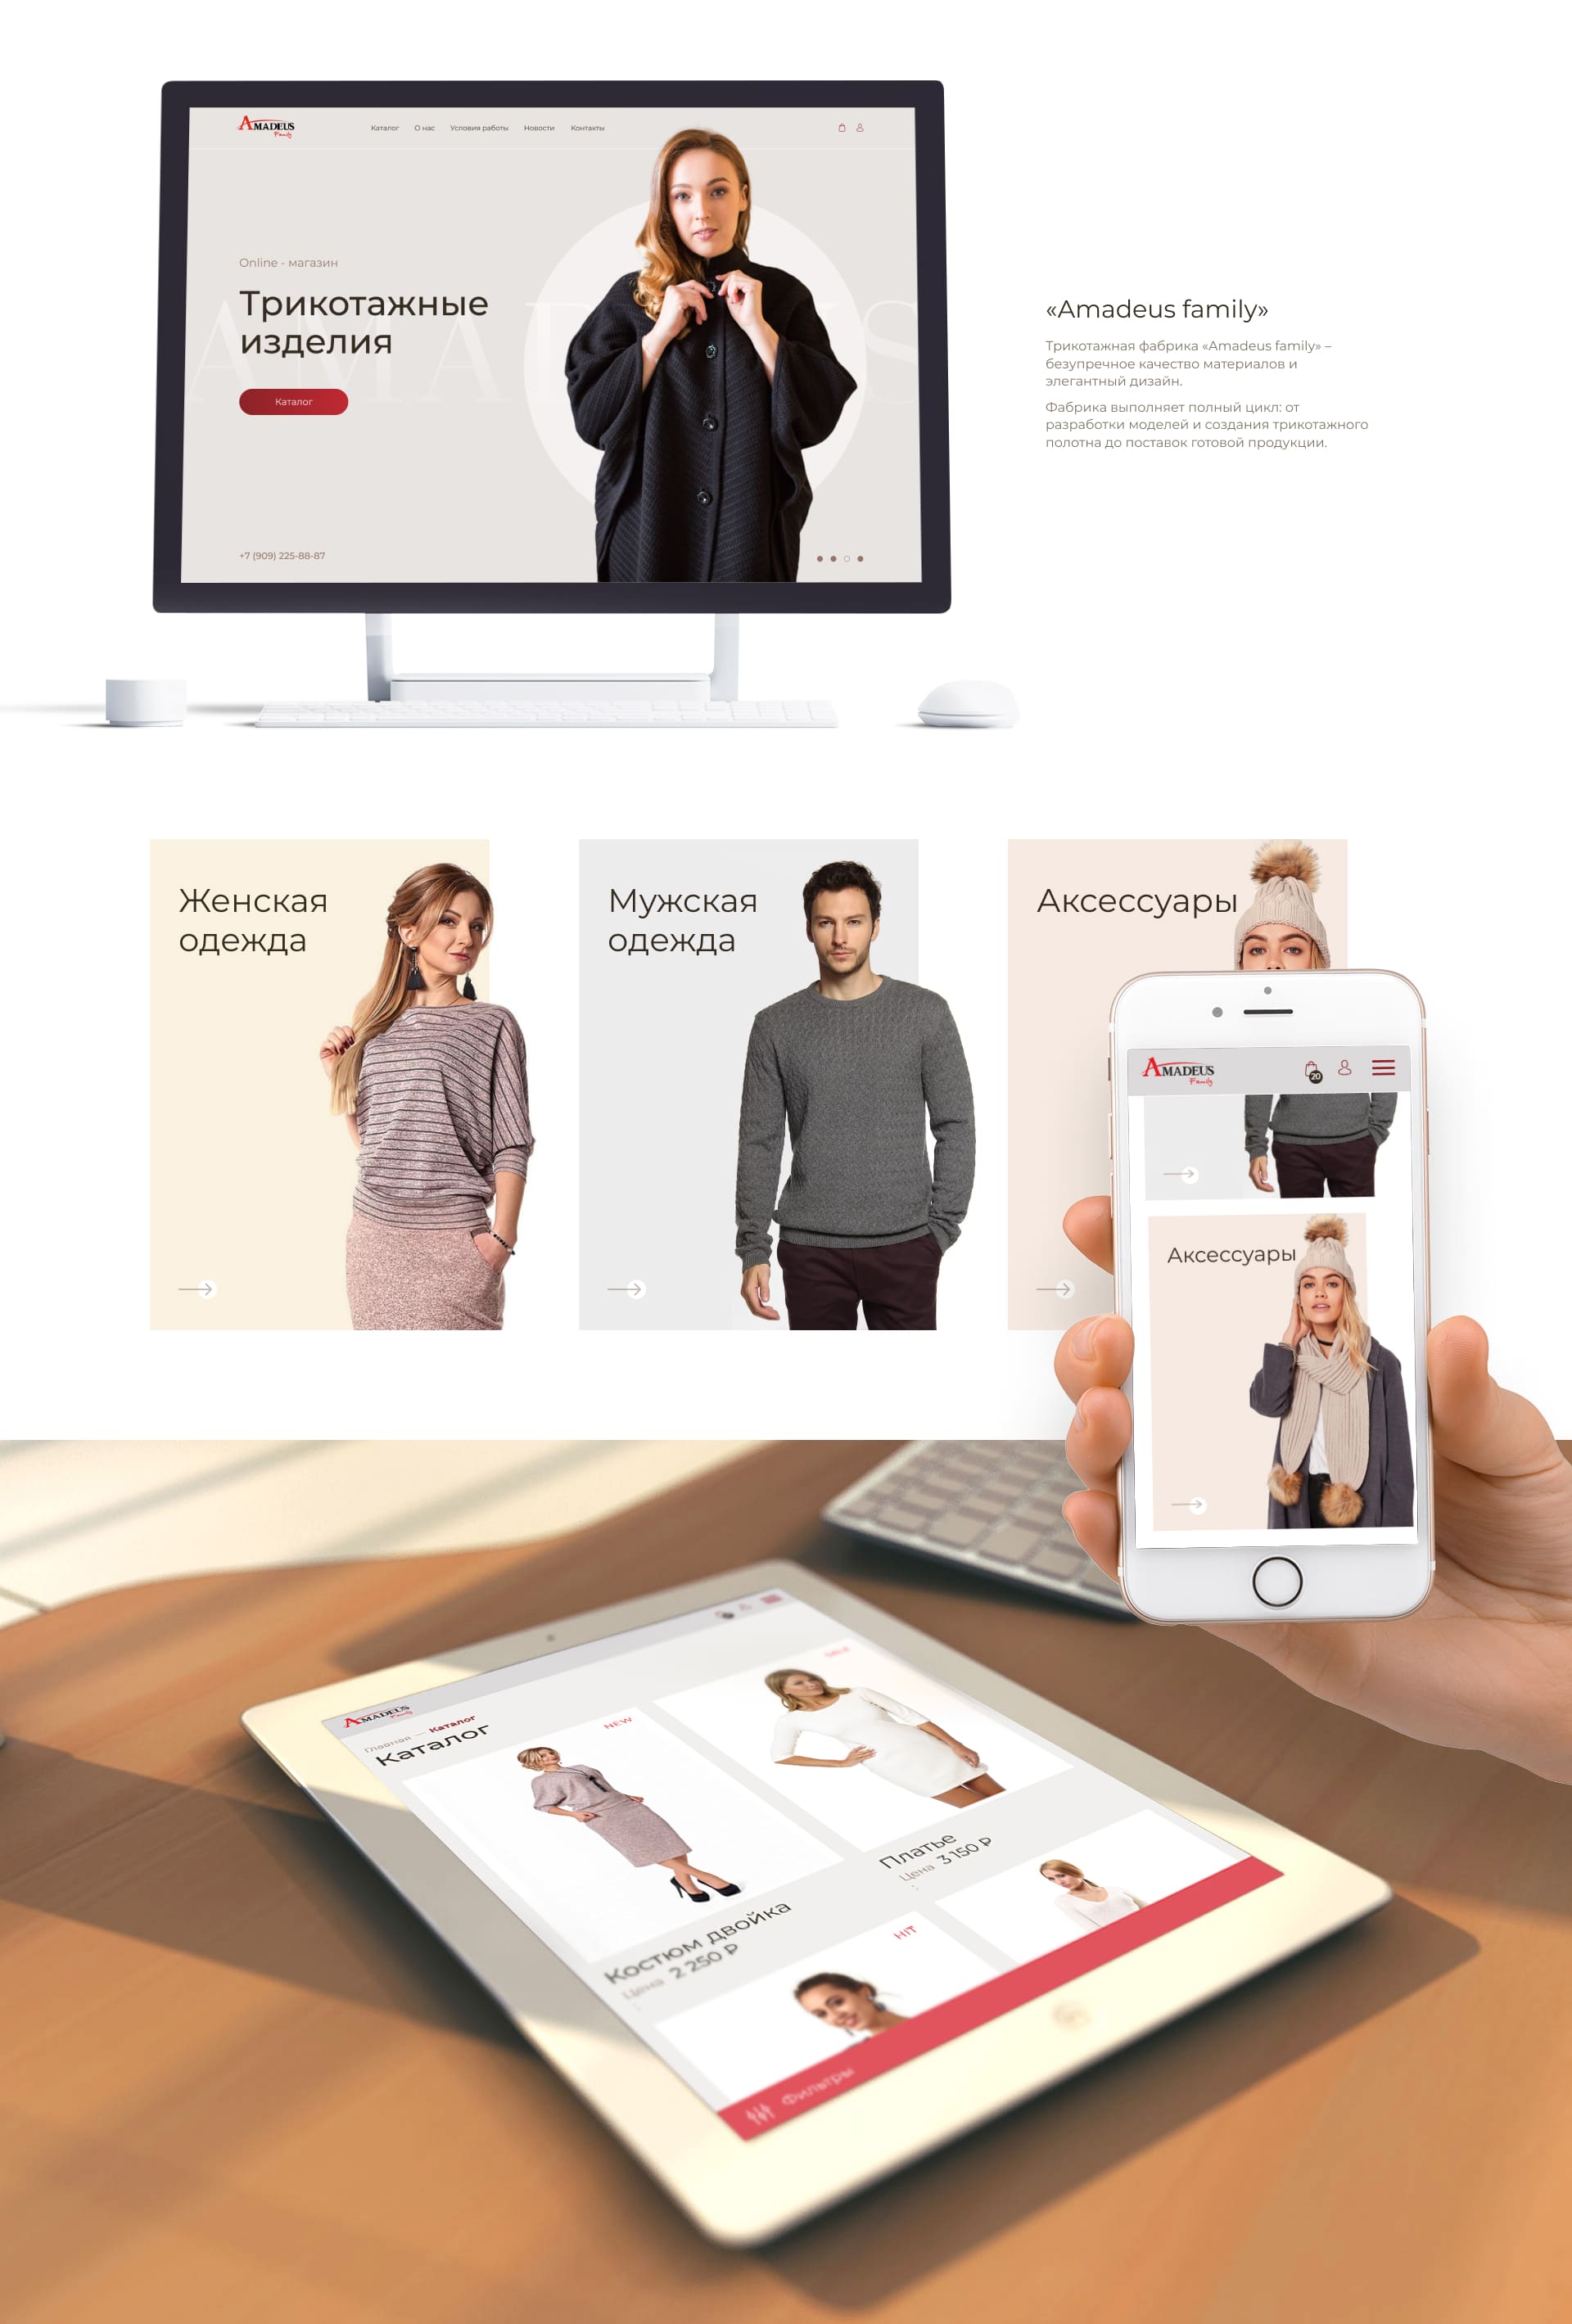 AMADEUS
Family
Каталог О нас Условия работы Новости Контакты
Online - магазин
Трикотажные
изделия
AMADEUS
Каталог
+7 (909) 225-88-87
«Amadeus family»
Трикотажная фабрика «Amadeus family» –
безупречное качество материалов и
элегантный дизайн.
Фабрика выполняет полный цикл: от
разработки моделей и создания трикотажного
полотна до поставок готовой продукции.
Женская
одежда
Мужская
одежда
Аксессуары
AMADEUS
Family
20
Аксессуары
AMADEUS
Family
Главная — Каталог
Каталог
NEW
Костюм двойка
Цена 2 250 ₽
:
Платье
Цена 3 150 ₽
:
HIT
Фильтры